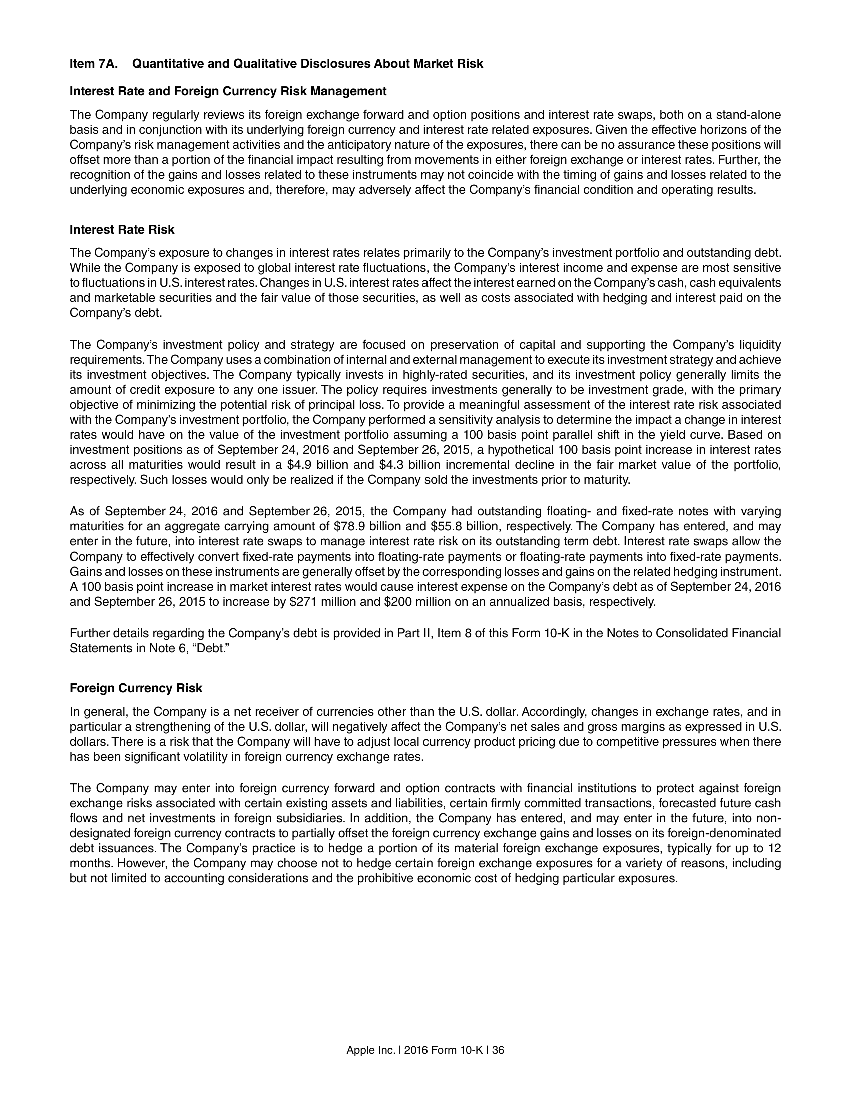 Item 7A. Quantitative and Qualitative Disclosures About Market Risk
Interest Rate and Foreign Currency Risk Management
The Company regularly reviews its foreign exchange forward and option positions and interest rate swaps, both on a stand-alone
basis and in conjunction with its underlying foreign currency and interest rate related exposures. Given the effective horizons of the
Company's risk management activities and the anticipatory nature of the exposures, there can be no assurance these positions will
offset more than a portion of the financial impact resulting from movements in either foreign exchange or interest rates. Further, the
recognition of the gains and losses related to these instruments may not coincide with the timing of gains and losses related to the
underlying economic exposures and, therefore, may adversely affect the Company's financial condition and operating results.
Interest Rate Risk
The Company's exposure to changes in interest rates relates primarily to the Company's investment portfolio and outstanding debt.
While the Company is exposed to global interest rate fluctuations, the Company's interest income and expense are most sensitive
to fluctuations in U.S. interest rates. Changes in U.S. interest rates affect the interest earned on the Company's cash, cash equivalents
and marketable securities and the fair value of those securities, as well as costs associated with hedging and interest paid on the
Company's debt.
The Company's investment policy and strategy are focused on preservation of capital and supporting the Company's liquidity
requirements. The Company uses a combination of internal and external management to execute its investment strategy and achieve
its investment objectives. The Company typically invests in highly-rated securities, and its investment policy generally limits the
amount of credit exposure to any one issuer. The policy requires investments generally to be investment grade, with the primary
objective of minimizing the potential risk of principal loss. To provide a meaningful assessment of the interest rate risk associated
with the Company's investment portfolio, the Company performed a sensitivity analysis to determine the impact a change in interest
rates would have on the value of the investment portfolio assuming a 100 basis point parallel shift in the yield curve. Based on
investment positions as of September 24, 2016 and September 26, 2015, a hypothetical 100 basis point increase in interest rates
across all maturities would result in a $4.9 billion and $4.3 billion incremental decline in the fair market value of the portfolio,
respectively. Such losses would only be realized if the Company sold the investments prior to maturity.
As of September 24, 2016 and September 26, 2015, the Company had outstanding floating- and fixed-rate notes with varying
maturities for an aggregate carrying amount of $78.9 billion and $55.8 billion, respectively. The Company has entered, and may
enter in the future, into interest rate swaps to manage interest rate risk on its outstanding term debt. Interest rate swaps allow the
Company to effectively convert fixed-rate payments into floating-rate payments or floating-rate payments into fixed-rate payments.
Gains and losses on these instruments are generally offset by the corresponding losses and gains on the related hedging instrument.
A 100 basis point increase in market interest rates would cause interest expense on the Company's debt as of September 24, 2016
and September 26, 2015 to increase by $271 million and $200 million on an annualized basis, respectively.
Further details regarding the Company's debt is provided in Part II, Item 8 of this Form 10-K in the Notes to Consolidated Financial
Statements in Note 6, “Debt.”
Foreign Currency Risk
In general, the Company is a net receiver of currencies other than the U.S. dollar. Accordingly, changes in exchange rates, and in
particular a strengthening of the U.S. dollar, will negatively affect the Company's net sales and gross margins as expressed in U.S.
dollars. There is a risk that the Company will have to adjust local currency product pricing due to competitive pressures when there
has been significant volatility in foreign currency exchange rates.
The Company may enter into foreign currency forward and option contracts with financial institutions to protect against foreign
exchange risks associated with certain existing assets and liabilities, certain firmly committed transactions, forecasted future cash
flows and net investments in foreign subsidiaries. In addition, the Company has entered, and may enter in the future, into non-
designated foreign currency contracts to partially offset the foreign currency exchange gains and losses on its foreign-denominated
debt issuances. The Company's practice is to hedge a portion of its material foreign exchange exposures, typically for up to 12
months. However, the Company may choose not to hedge certain foreign exchange exposures for a variety of reasons, including
but not limited to accounting considerations and the prohibitive economic cost of hedging particular exposures.
Apple Inc. | 2016 Form 10-K | 36